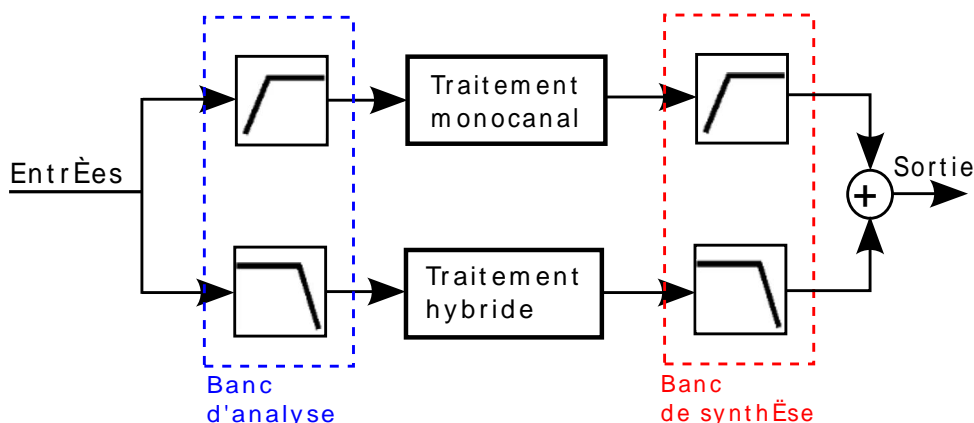 Traitement
monocanal
EntrÈes
Sortie
+
Traitement
hybride
Banc
d'analyse
Banc
de synthËse